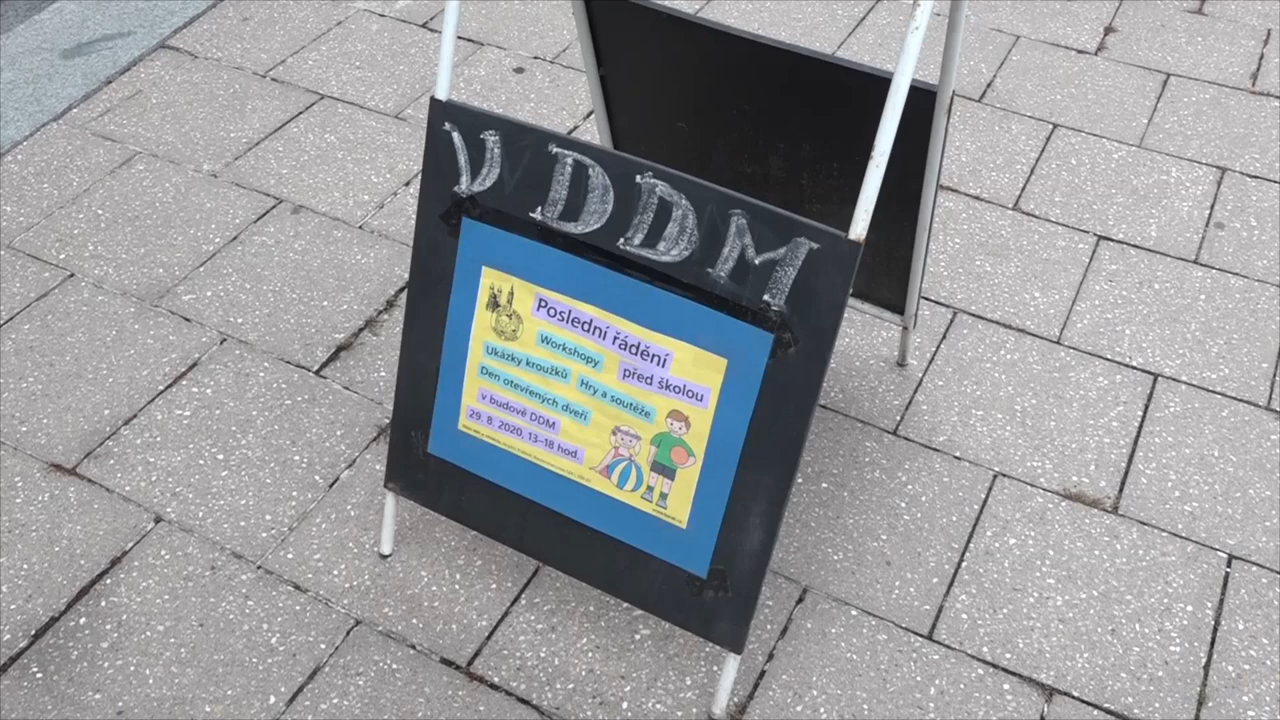 V DDM
Poslední řádění
před školou
Workshopy
Ukázky kroužků
Hry a soutěže
Den otevřených dveří
v budově DDM
29. 8. 2020, 13–18 hod.